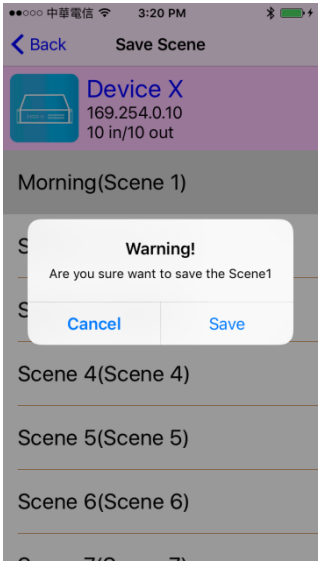 中華電信 3:20 PM
Back Save Scene
Device X
169.254.0.10
10 in/10 out
Morning(Scene 1)
S
Warning!
Are you sure want to save the Scene1
S
Cancel Save
Scene 4(Scene 4)
Scene 5(Scene 5)
Scene 6(Scene 6)